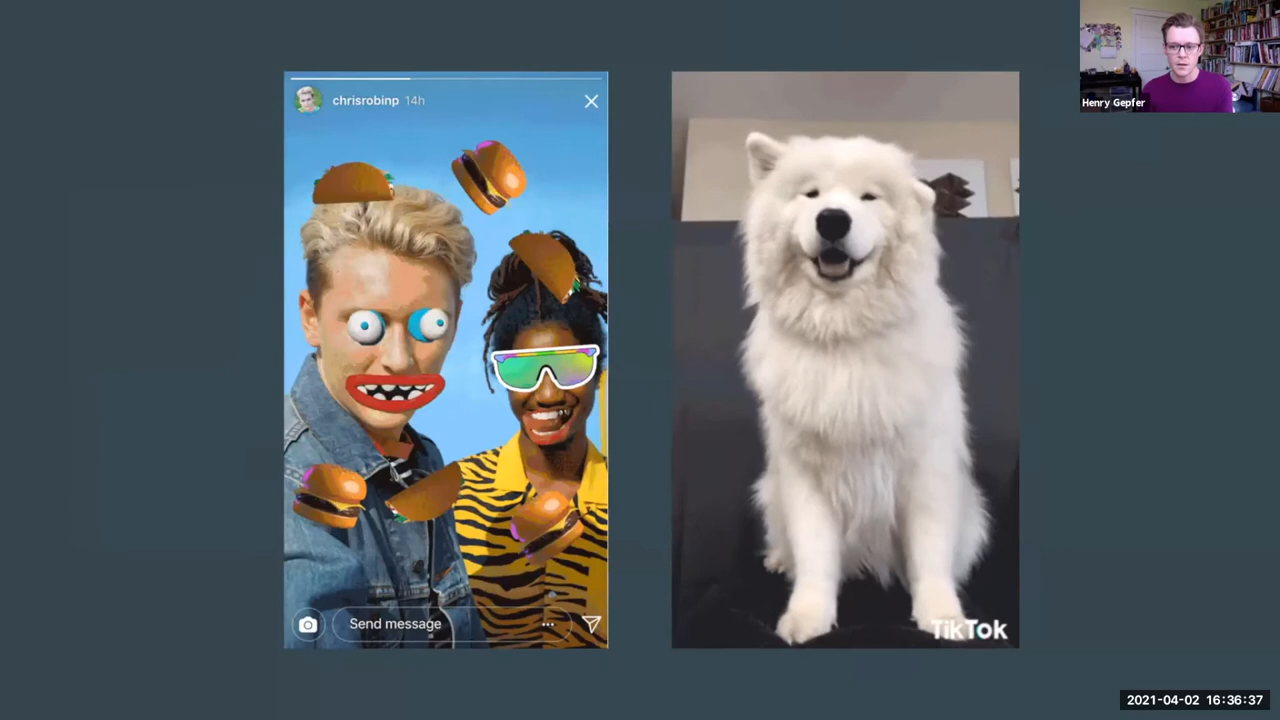 chrisrobinp 14h
Send message
TikTok
Henry Gepfer
2021-04-02 16:36:37